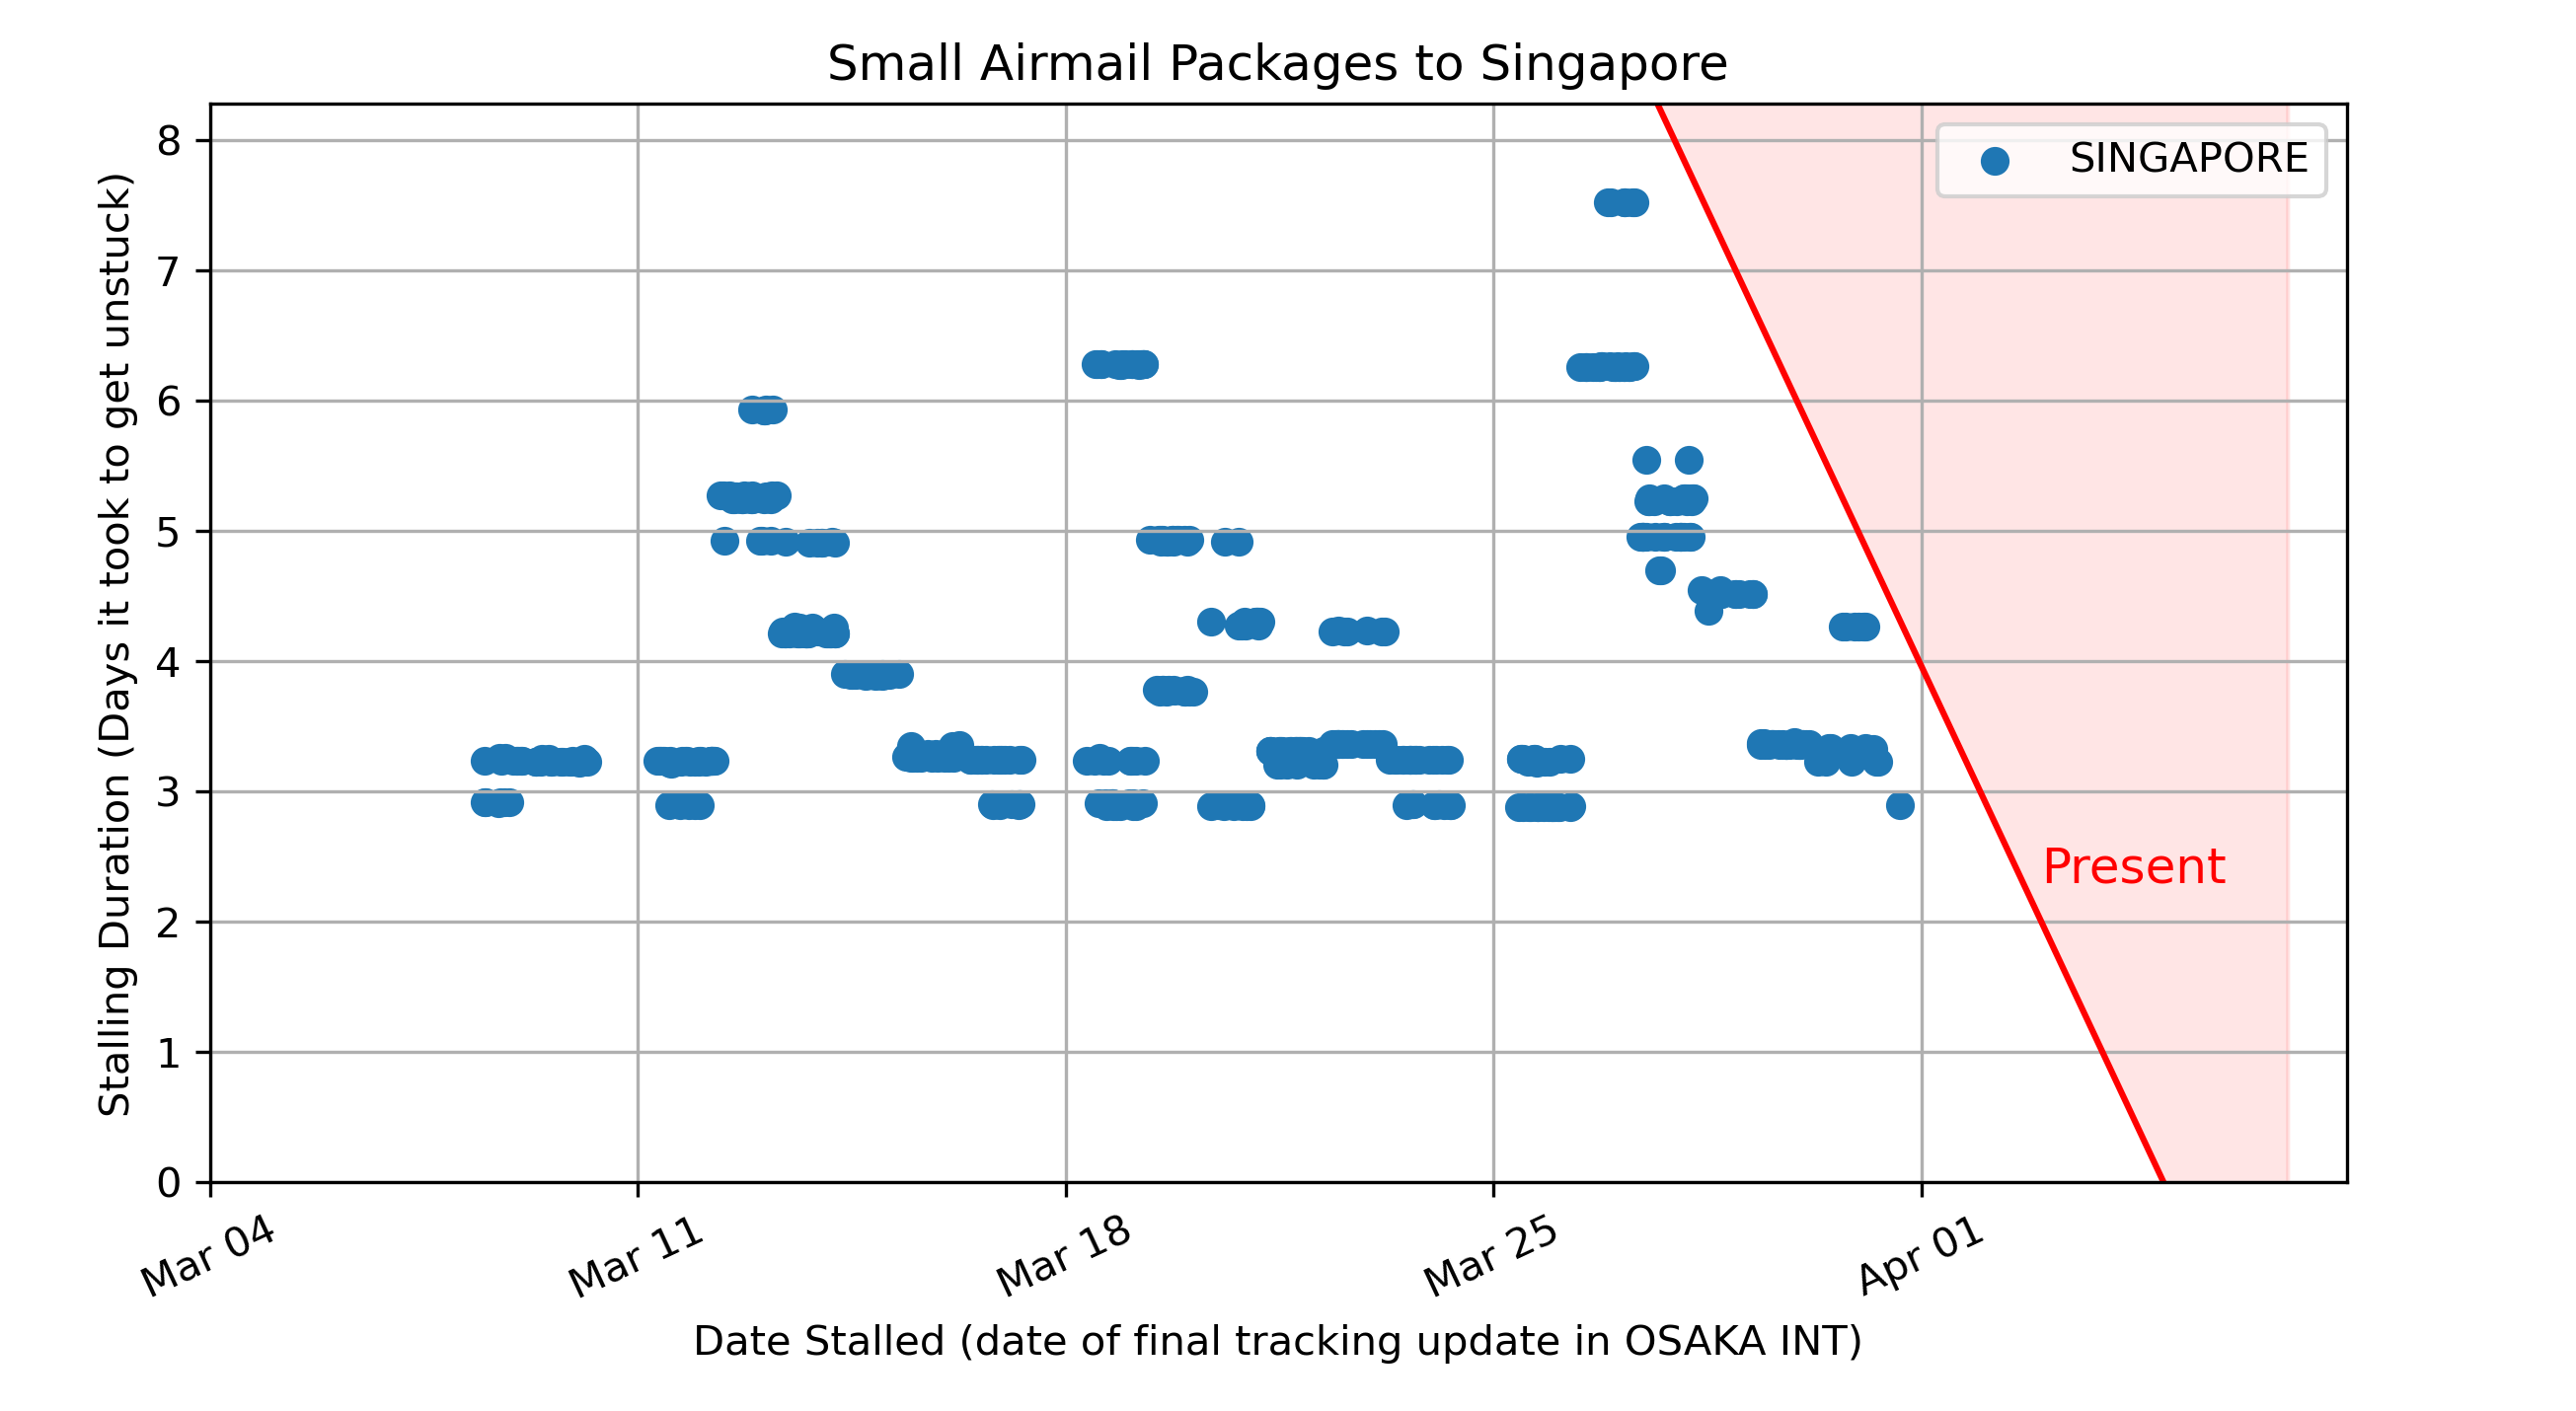 Small Airmail Packages to Singapore
Stalling Duration (Days it took to get unstuck)
8
7
6
5
4
3
2
1
0
SINGAPORE
Present
Mar 04
Mar 11
Mar 18
Mar 25
Apr 01
Date Stalled (date of final tracking update in OSAKA INT)